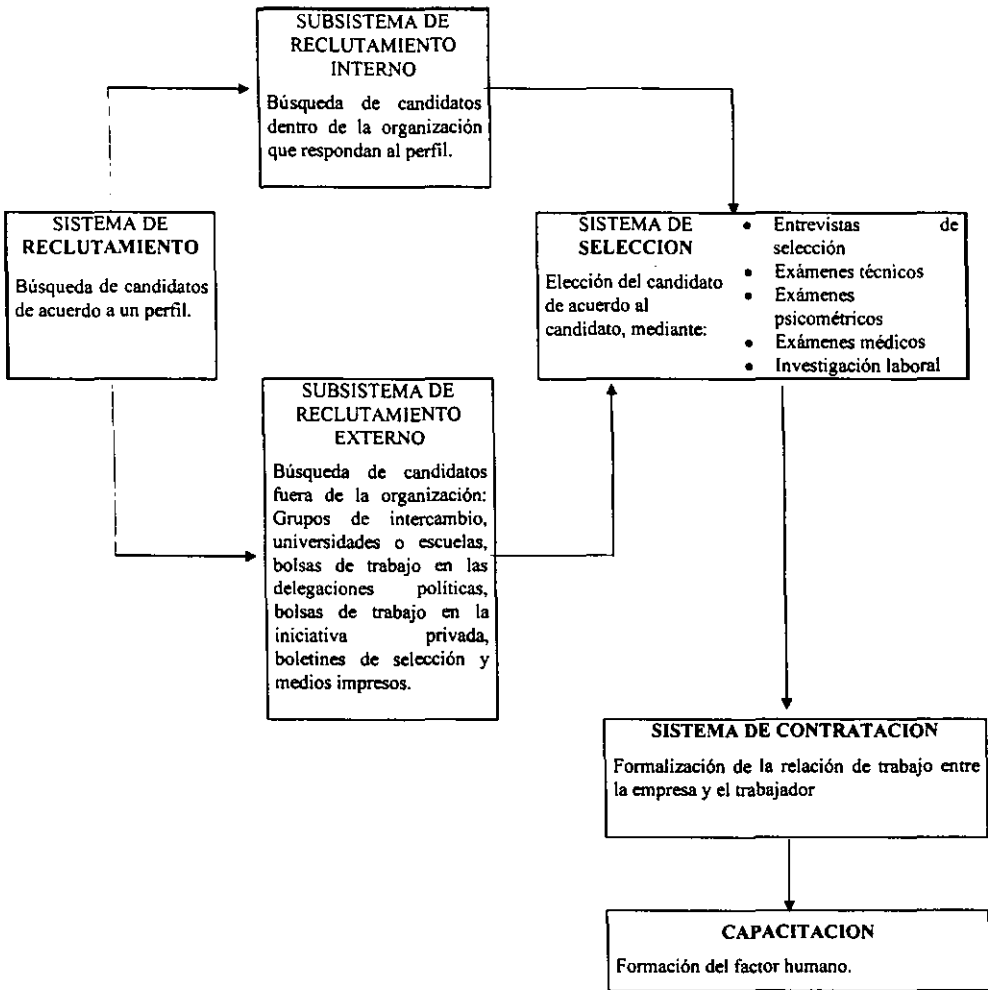 SUBSISTEMA DE
RECLUTAMIENTO
INTERNO
Búsqueda de candidatos
dentro de la organización
que respondan al perfil.
SISTEMA DE
RECLUTAMIENTO
Búsqueda de candidatos
de acuerdo a un perfil.
SISTEMA DE
SELECCION
Elección del candidato
de acuerdo al
candidato, mediante:
• Entrevistas de
selección
• Exámenes técnicos
• Exámenes
psicométricos
• Exámenes médicos
• Investigación laboral
SUBSISTEMA DE
RECLUTAMIENTO
EXTERNO
Búsqueda de candidatos
fuera de la organización:
Grupos de intercambio,
universidades o escuelas,
bolsas de trabajo en las
delegaciones políticas,
bolsas de trabajo en la
iniciativa privada,
boletines de selección y
medios impresos.
SISTEMA DE CONTRATACION
Formalización de la relación de trabajo entre
la empresa y el trabajador
CAPACITACION
Formación del factor humano.